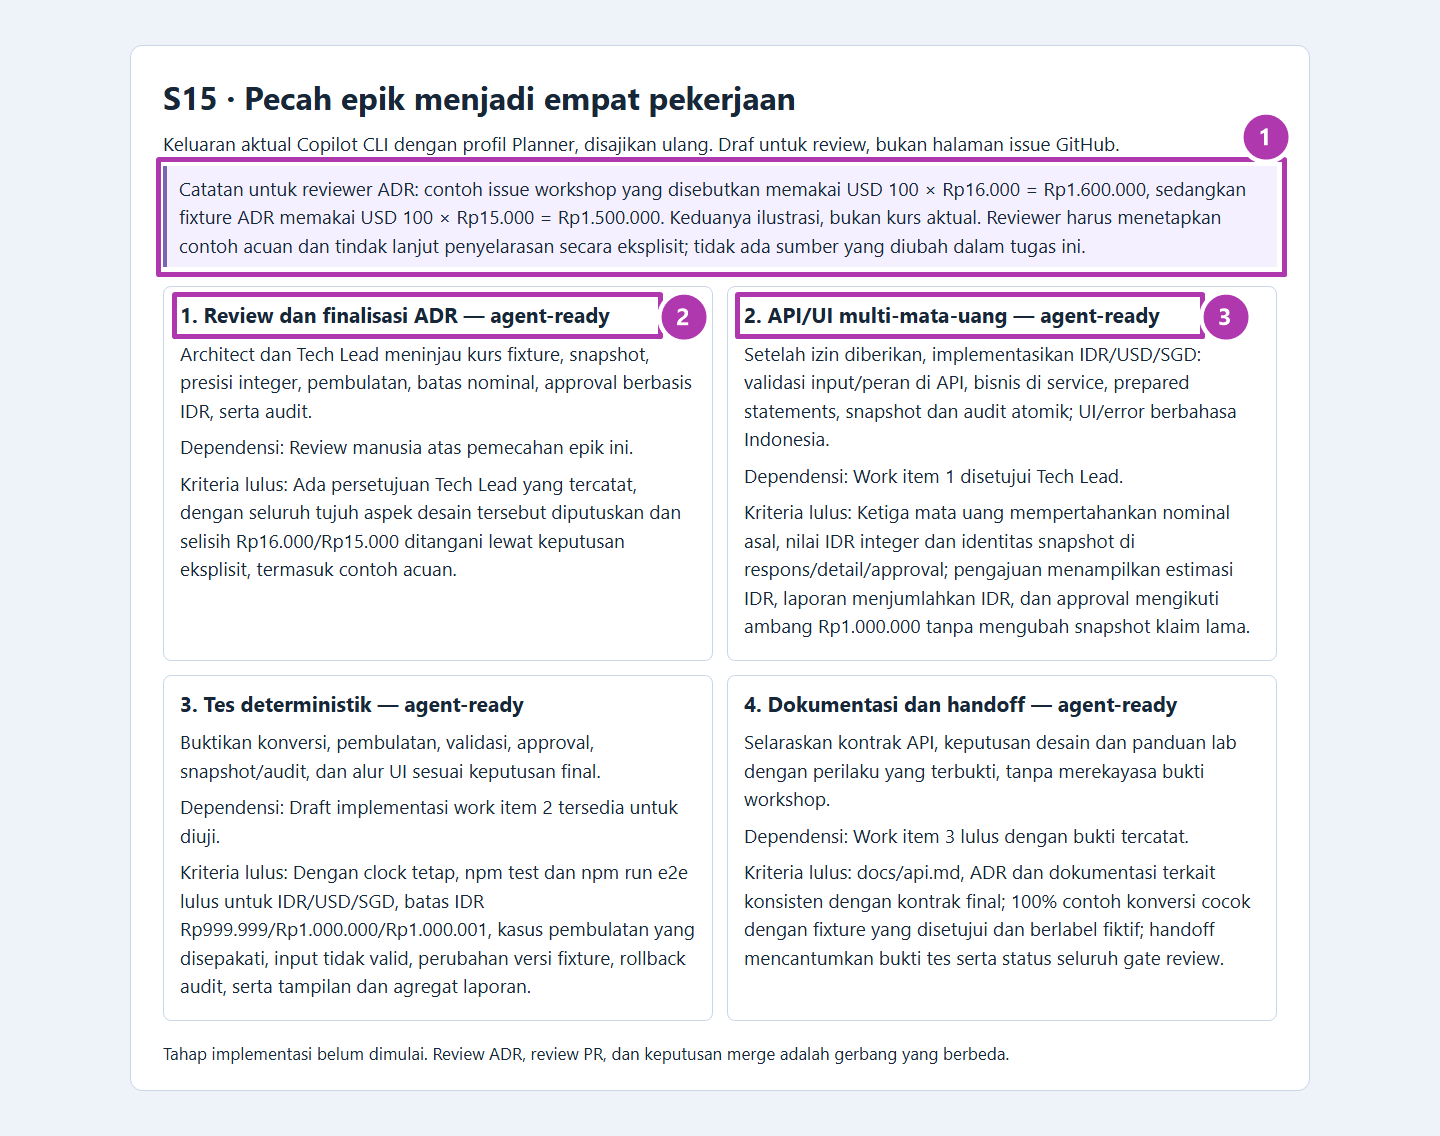 S15 · Pecah epik menjadi empat pekerjaan
Keluaran aktual Copilot CLI dengan profil Planner, disajikan ulang. Draf untuk review, bukan halaman issue GitHub.
1
Catatan untuk reviewer ADR: contoh issue workshop yang disebutkan memakai USD 100 × Rp16.000 = Rp1.600.000, sedangkan
fixture ADR memakai USD 100 × Rp15.000 = Rp1.500.000. Keduanya ilustrasi, bukan kurs aktual. Reviewer harus menetapkan
contoh acuan dan tindak lanjut penyelarasan secara eksplisit; tidak ada sumber yang diubah dalam tugas ini.
1. Review dan finalisasi ADR — agent-ready
2
Architect dan Tech Lead meninjau kurs fixture, snapshot,
presisi integer, pembulatan, batas nominal, approval berbasis
IDR, serta audit.
Dependensi: Review manusia atas pemecahan epik ini.
Kriteria lulus: Ada persetujuan Tech Lead yang tercatat,
dengan seluruh tujuh aspek desain tersebut diputuskan dan
selisih Rp16.000/Rp15.000 ditangani lewat keputusan
eksplisit, termasuk contoh acuan.
2. API/UI multi-mata-uang — agent-ready
3
Setelah izin diberikan, implementasikan IDR/USD/SGD:
validasi input/peran di API, bisnis di service, prepared
statements, snapshot dan audit atomik; UI/error berbahasa
Indonesia.
Dependensi: Work item 1 disetujui Tech Lead.
Kriteria lulus: Ketiga mata uang mempertahankan nominal
asal, nilai IDR integer dan identitas snapshot di
respons/detail/approval; pengajuan menampilkan estimasi
IDR, laporan menjumlahkan IDR, dan approval mengikuti
ambang Rp1.000.000 tanpa mengubah snapshot klaim lama.
3. Tes deterministik — agent-ready
Buktikan konversi, pembulatan, validasi, approval,
snapshot/audit, dan alur UI sesuai keputusan final.
Dependensi: Draft implementasi work item 2 tersedia untuk
diuji.
Kriteria lulus: Dengan clock tetap, npm test dan npm run e2e
lulus untuk IDR/USD/SGD, batas IDR
Rp999.999/Rp1.000.000/Rp1.000.001, kasus pembulatan yang
disepakati, input tidak valid, perubahan versi fixture, rollback
audit, serta tampilan dan agregat laporan.
4. Dokumentasi dan handoff — agent-ready
Selaraskan kontrak API, keputusan desain dan panduan lab
dengan perilaku yang terbukti, tanpa merekayasa bukti
workshop.
Dependensi: Work item 3 lulus dengan bukti tercatat.
Kriteria lulus: docs/api.md, ADR dan dokumentasi terkait
konsisten dengan kontrak final; 100% contoh konversi cocok
dengan fixture yang disetujui dan berlabel fiktif; handoff
mencantumkan bukti tes serta status seluruh gate review.
Tahap implementasi belum dimulai. Review ADR, review PR, dan keputusan merge adalah gerbang yang berbeda.